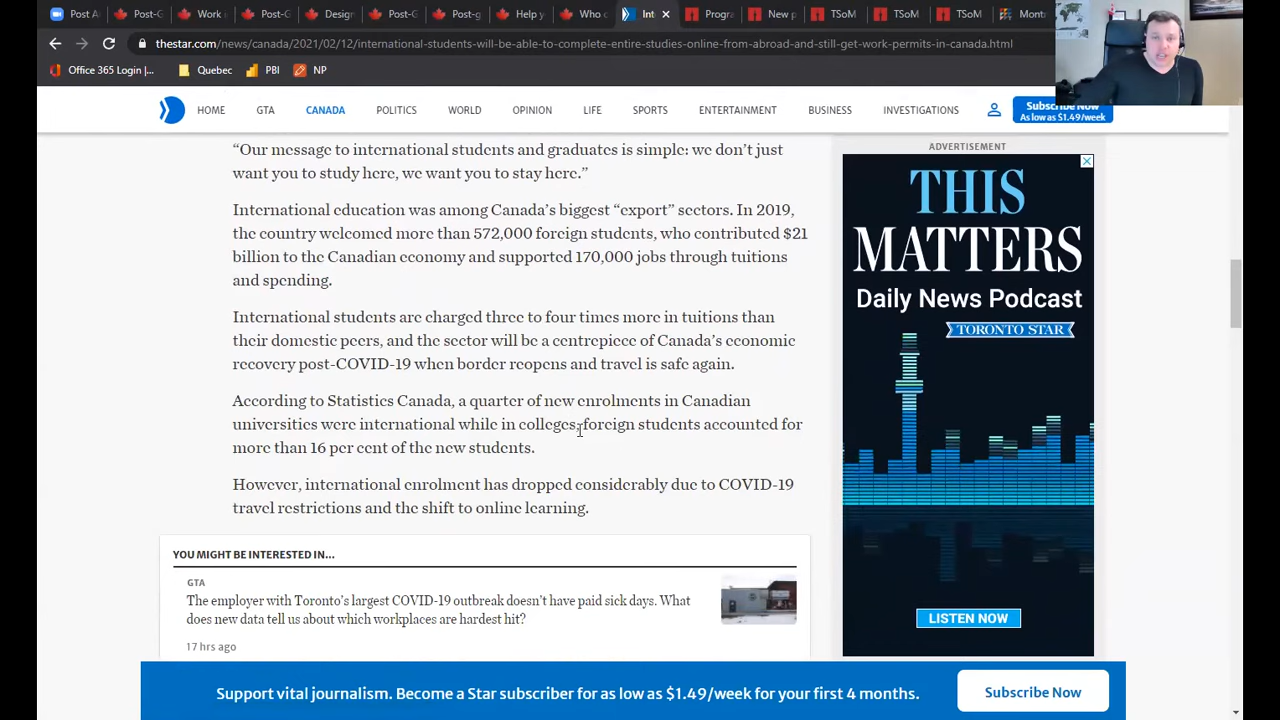 Post Al
Post-G
Work
Post-G
Design
Post-G
Post-g
Help y
Who c
Int
Progra
New p
TSoM
TSoM
TSoM
Mont
thestar.com/news/canada/2021/02/12/international-students-will-be-able-to-complete-entire-studies-online-from-abroad-and-still-get-work-permits-in-canada.html
Office 365 Login |...
Quebec
PBI
NP
HOME
GTA
CANADA
POLITICS
WORLD
OPINION
LIFE
SPORTS
ENTERTAINMENT
BUSINESS
INVESTIGATIONS
Subscribe Now
As low as $1.49/week
“Our message to international students and graduates is simple: we don’t just
want you to study here, we want you to stay here.”
International education was among Canada’s biggest “export” sectors. In 2019,
the country welcomed more than 572,000 foreign students, who contributed $21
billion to the Canadian economy and supported 170,000 jobs through tuitions
and spending.
International students are charged three to four times more in tuitions than
their domestic peers, and the sector will be a centrepiece of Canada’s economic
recovery post-COVID-19 when border reopens and travel is safe again.
According to Statistics Canada, a quarter of new enrolments in Canadian
universities were international while in colleges, foreign students accounted for
more than 16 per cent of the new students.
However, international enrolment has dropped considerably due to COVID-19
travel restrictions and the shift to online learning.
YOU MIGHT BE INTERESTED IN...
GTA
The employer with Toronto’s largest COVID-19 outbreak doesn’t have paid sick days. What
does new data tell us about which workplaces are hardest hit?
17 hrs ago
ADVERTISEMENT
THIS
MATTERS
Daily News Podcast
TORONTO STAR
LISTEN NOW
Support vital journalism. Become a Star subscriber for as low as $1.49/week for your first 4 months.
Subscribe Now